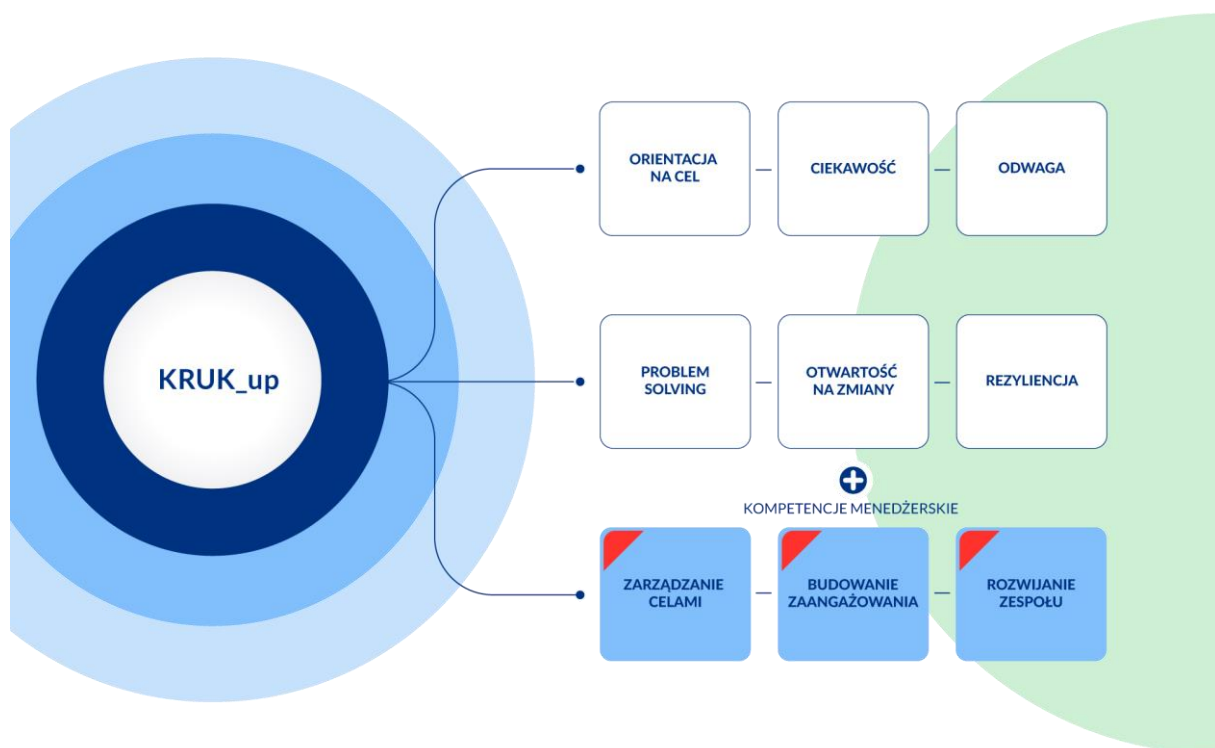 KRUK_up
ORIENTACJA
NA CEL
CIEKAWOŚĆ
ODWAGA
PROBLEM
SOLVING
OTWARTOŚĆ
NA ZMIANY
REZYLIENCJA
KOMPETENCJE MENEDŻERSKIE
ZARZĄDZANIE
CELAMI
BUDOWANIE
ZAANGAŻOWANIA
ROZWIJANIE
ZESPOŁU